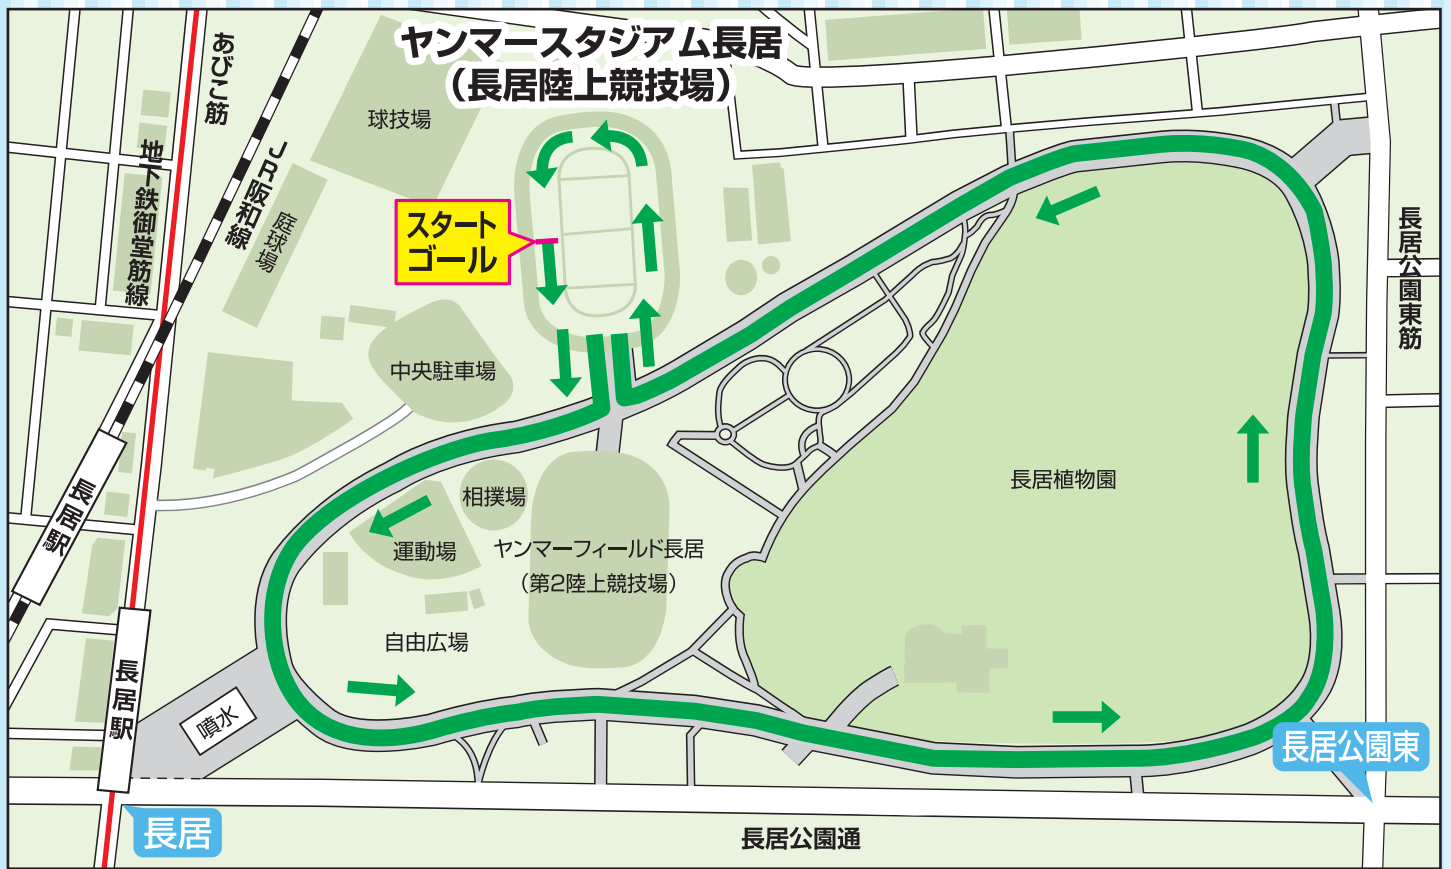 ヤンマースタジアム長居
（長居陸上競技場）
あびこ筋
球技場
地下鉄御堂筋線
JR阪和線
庭球場
スタート
ゴール
長居公園東筋
中央駐車場
長居植物園
相撲場
長居駅
運動場
ヤンマーフィールド長居
（第2陸上競技場）
自由広場
長居駅
噴水
長居公園東
長居
長居公園通